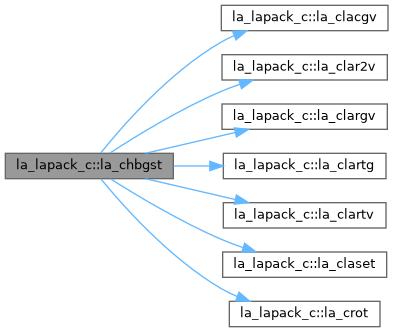 la_lapack_c::la_clacgv
la_lapack_c::la_clar2v
la_lapack_c::la_clargv
la_lapack_c::la_chbgst
la_lapack_c::la_clartg
la_lapack_c::la_clartv
la_lapack_c::la_claset
la_lapack_c::la_crot